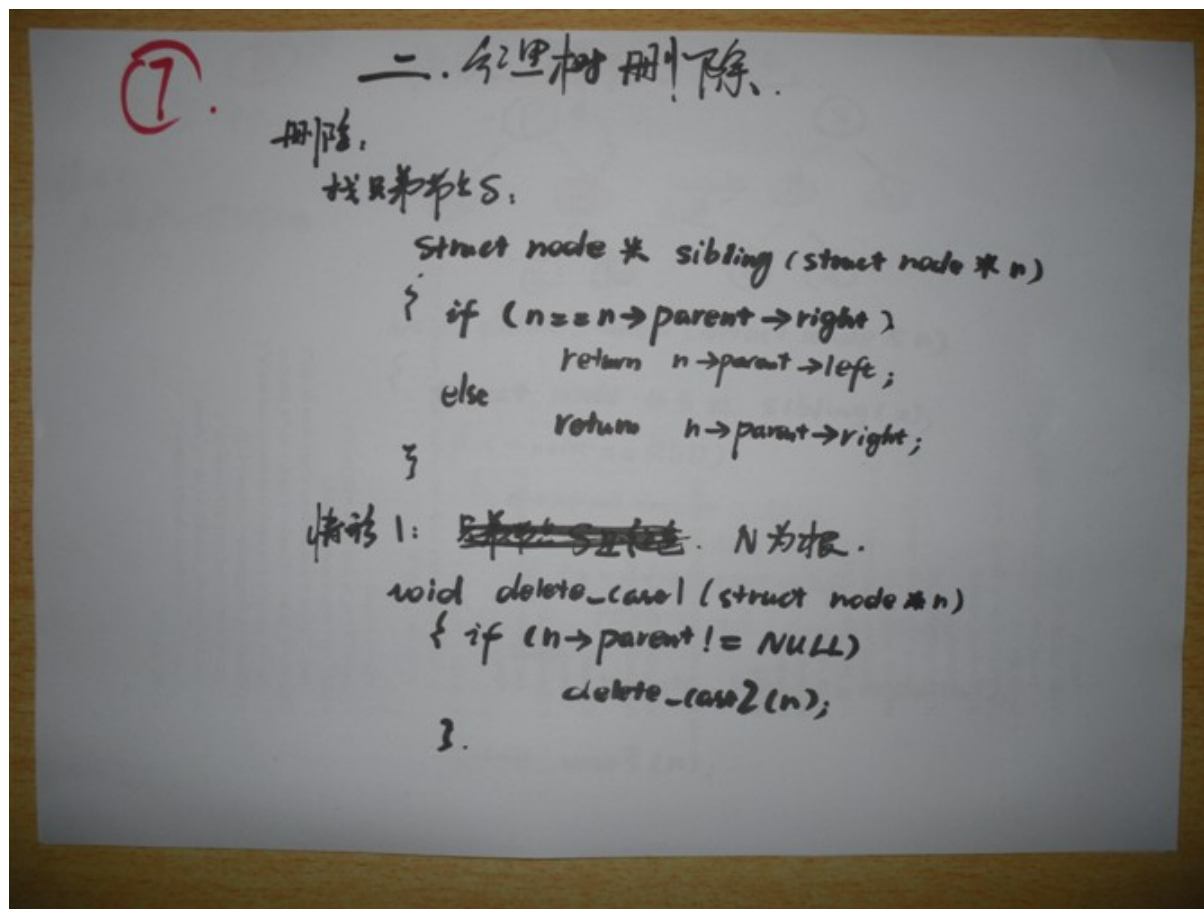 ⑦.
二. 红黑树删除.
删除:
找兄弟节点S:
struct node * sibling (struct node * n)
{ if (n==n->parent->right)
return n->parent->left;
else
return n->parent->right;
}
情形1: N为根.
void delete_case1 (struct node *n)
{ if (n->parent != NULL)
delete_case2(n);
}.